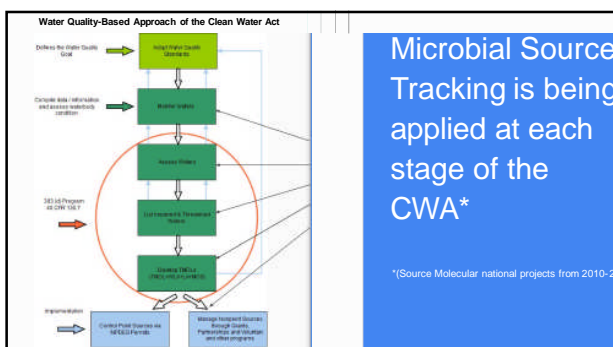 Water Quality-Based Approach of the Clean Water Act
Defines the Water Quality
Goal
Adopt Water Quality
Standards
Compile data / Information
and assess waterbody
condition
Monitor Waters
Assess Waters
303 (d) Program
40 CFR 130.7
List Impaired & Threatened
Waters
Develop TMDLs
Implementation
Control Point Sources via
NPDES Permits
Manage Nonpoint Sources
through Grants,
Partnerships and Voluntary
and other programs
Microbial Source
Tracking is being
applied at each
stage of the
CWA*
*(Source Molecular national projects from 2010-2